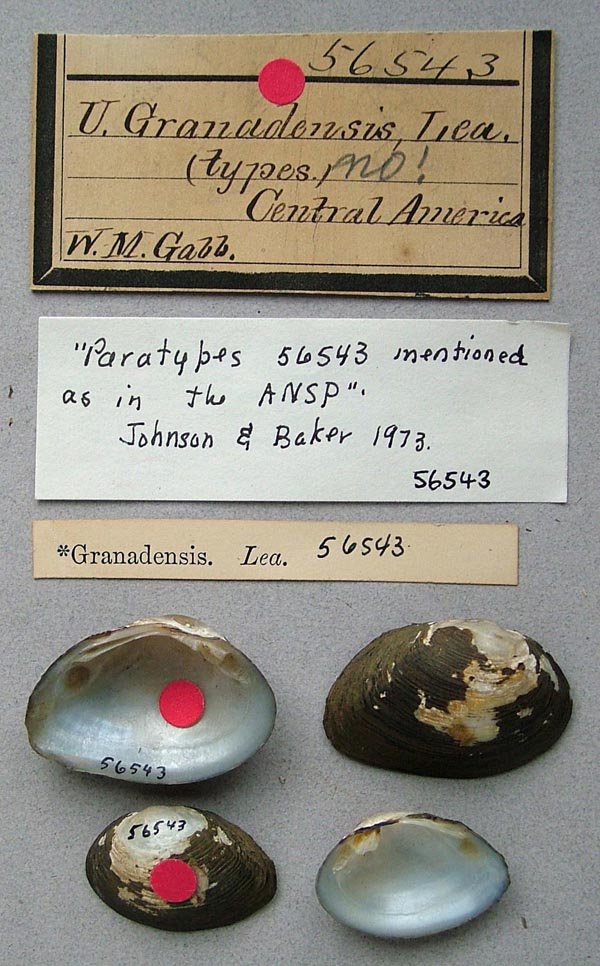 56543
U. Granadensis, Lea.
(types.) no!
Central America
W. M. Gabb.
"Paratypes 56543 mentioned
as in the ANSP".
Johnson & Baker 1973.
56543
*Granadensis. Lea. 56543
56543
56543